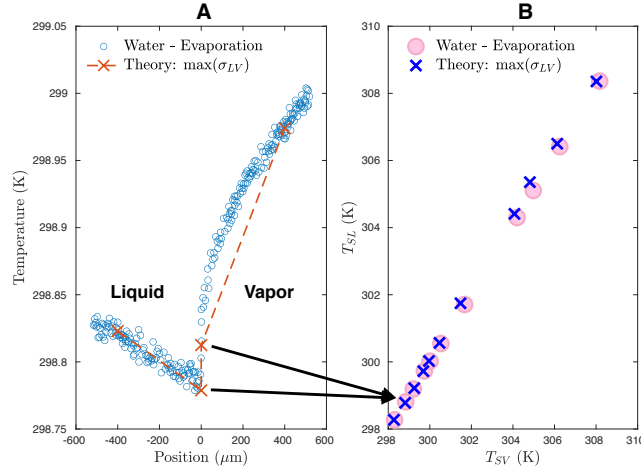 A
B
299.05
299
298.95
298.9
298.85
298.8
298.75
-600
-400
-200
0
200
400
600
Temperature (K)
Position (μm)
Water - Evaporation
Theory: max(σ_LV)
Liquid
Vapor
310
308
306
304
302
300
298
298
300
302
304
306
308
310
T_SL (K)
T_SV (K)
Water - Evaporation
Theory: max(σ_LV)